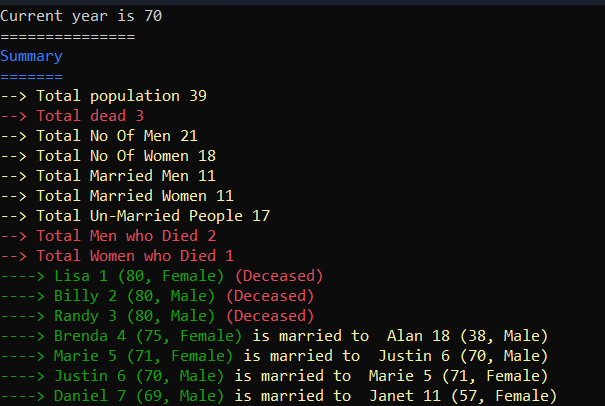 Current year is 70
===============
Summary
=======
--> Total population 39
--> Total dead 3
--> Total No Of Men 21
--> Total No Of Women 18
--> Total Married Men 11
--> Total Married Women 11
--> Total Un-Married People 17
--> Total Men who Died 2
--> Total Women who Died 1
----> Lisa 1 (80, Female) (Deceased)
----> Billy 2 (80, Male) (Deceased)
----> Randy 3 (80, Male) (Deceased)
----> Brenda 4 (75, Female) is married to  Alan 18 (38, Male)
----> Marie 5 (71, Female) is married to  Justin 6 (70, Male)
----> Justin 6 (70, Male) is married to  Marie 5 (71, Female)
----> Daniel 7 (69, Male) is married to  Janet 11 (57, Female)